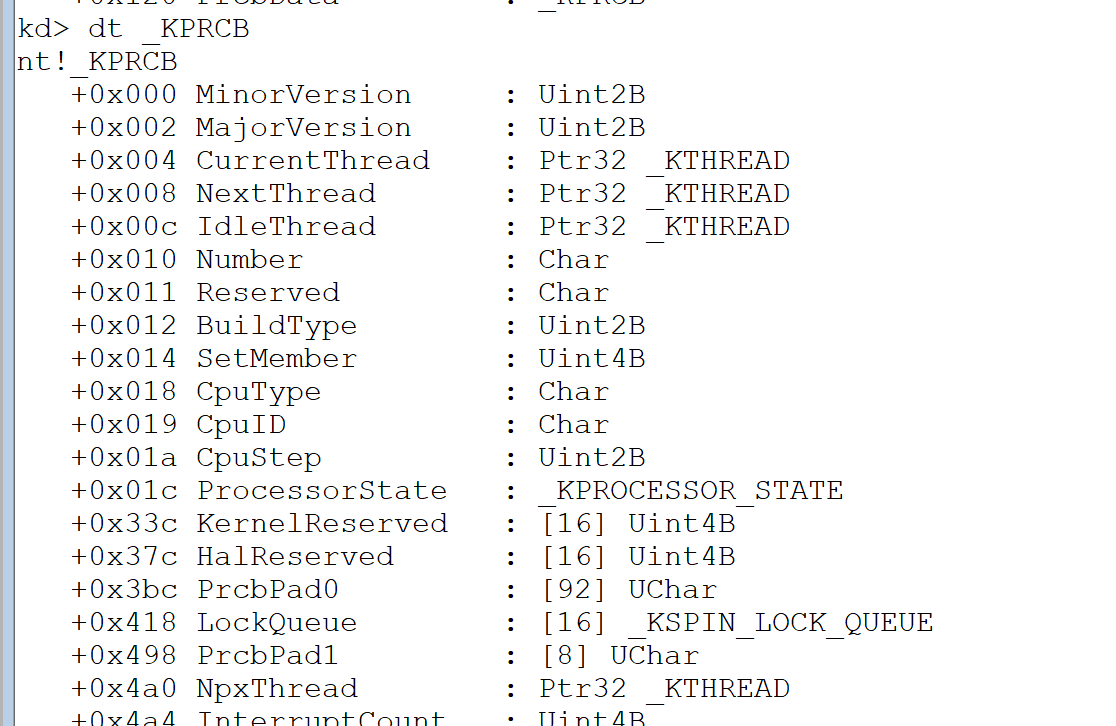 +0x120 PrcbData : _KPRCB
kd> dt _KPRCB
nt!_KPRCB
+0x000 MinorVersion : Uint2B
+0x002 MajorVersion : Uint2B
+0x004 CurrentThread : Ptr32 _KTHREAD
+0x008 NextThread : Ptr32 _KTHREAD
+0x00c IdleThread : Ptr32 _KTHREAD
+0x010 Number : Char
+0x011 Reserved : Char
+0x012 BuildType : Uint2B
+0x014 SetMember : Uint4B
+0x018 CpuType : Char
+0x019 CpuID : Char
+0x01a CpuStep : Uint2B
+0x01c ProcessorState : _KPROCESSOR_STATE
+0x33c KernelReserved : [16] Uint4B
+0x37c HalReserved : [16] Uint4B
+0x3bc PrcbPad0 : [92] UChar
+0x418 LockQueue : [16] _KSPIN_LOCK_QUEUE
+0x498 PrcbPad1 : [8] UChar
+0x4a0 NpxThread : Ptr32 _KTHREAD
+0x4a4 InterruptCount : Uint4B